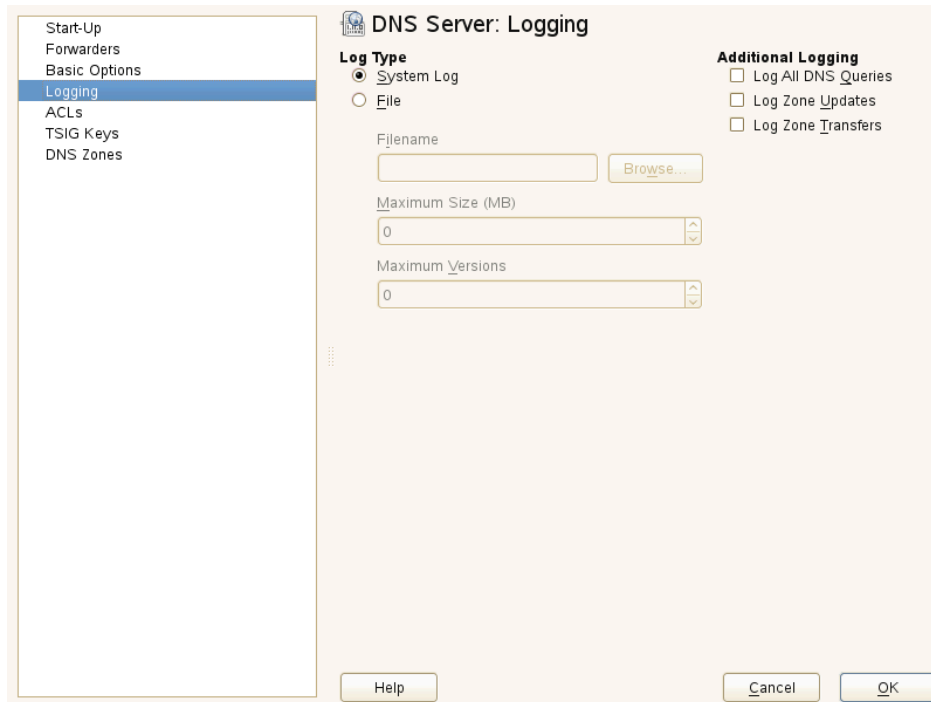 Start-Up
Forwarders
Basic Options
Logging
ACLs
TSIG Keys
DNS Zones
DNS Server: Logging
Log Type
System Log
File
Filename
Browse...
Maximum Size (MB)
0
Maximum Versions
0
Additional Logging
Log All DNS Queries
Log Zone Updates
Log Zone Transfers
Help
Cancel
OK